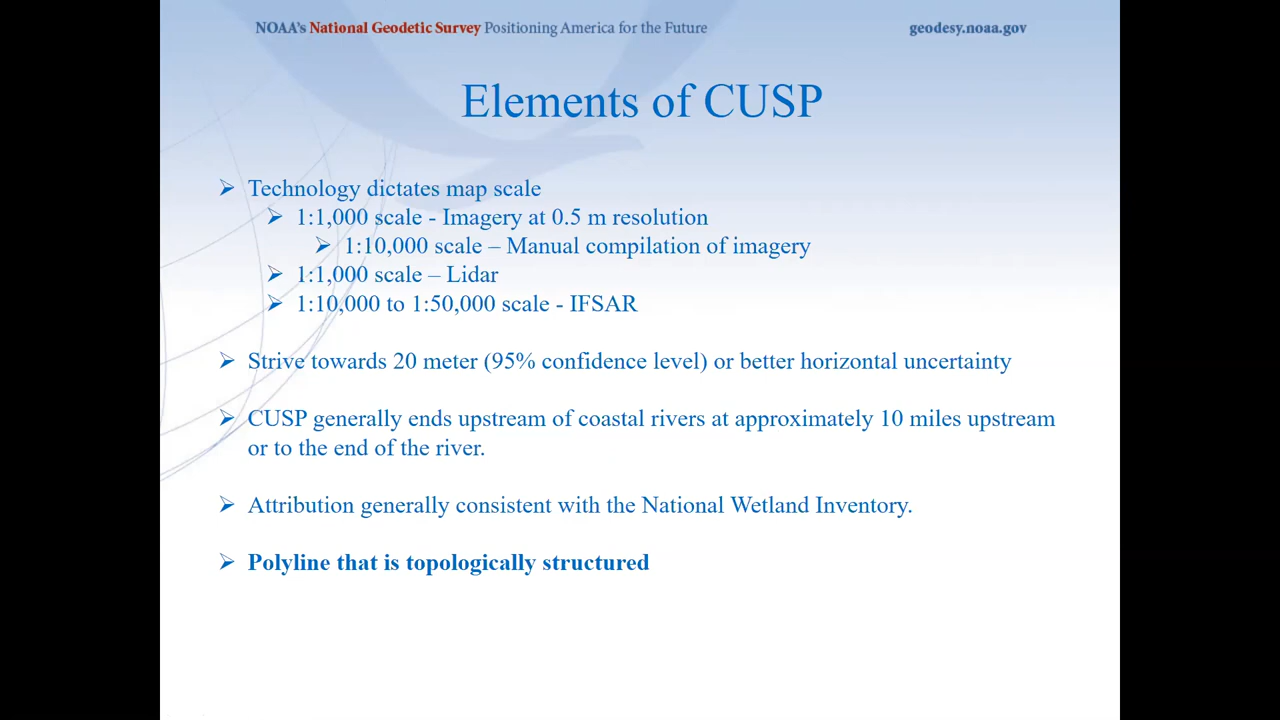 NOAA's National Geodetic Survey Positioning America for the Future
geodesy.noaa.gov
Elements of CUSP
➢ Technology dictates map scale
➢ 1:1,000 scale - Imagery at 0.5 m resolution
➢ 1:10,000 scale – Manual compilation of imagery
➢ 1:1,000 scale – Lidar
➢ 1:10,000 to 1:50,000 scale - IFSAR
➢ Strive towards 20 meter (95% confidence level) or better horizontal uncertainty
➢ CUSP generally ends upstream of coastal rivers at approximately 10 miles upstream
or to the end of the river.
➢ Attribution generally consistent with the National Wetland Inventory.
➢ Polyline that is topologically structured